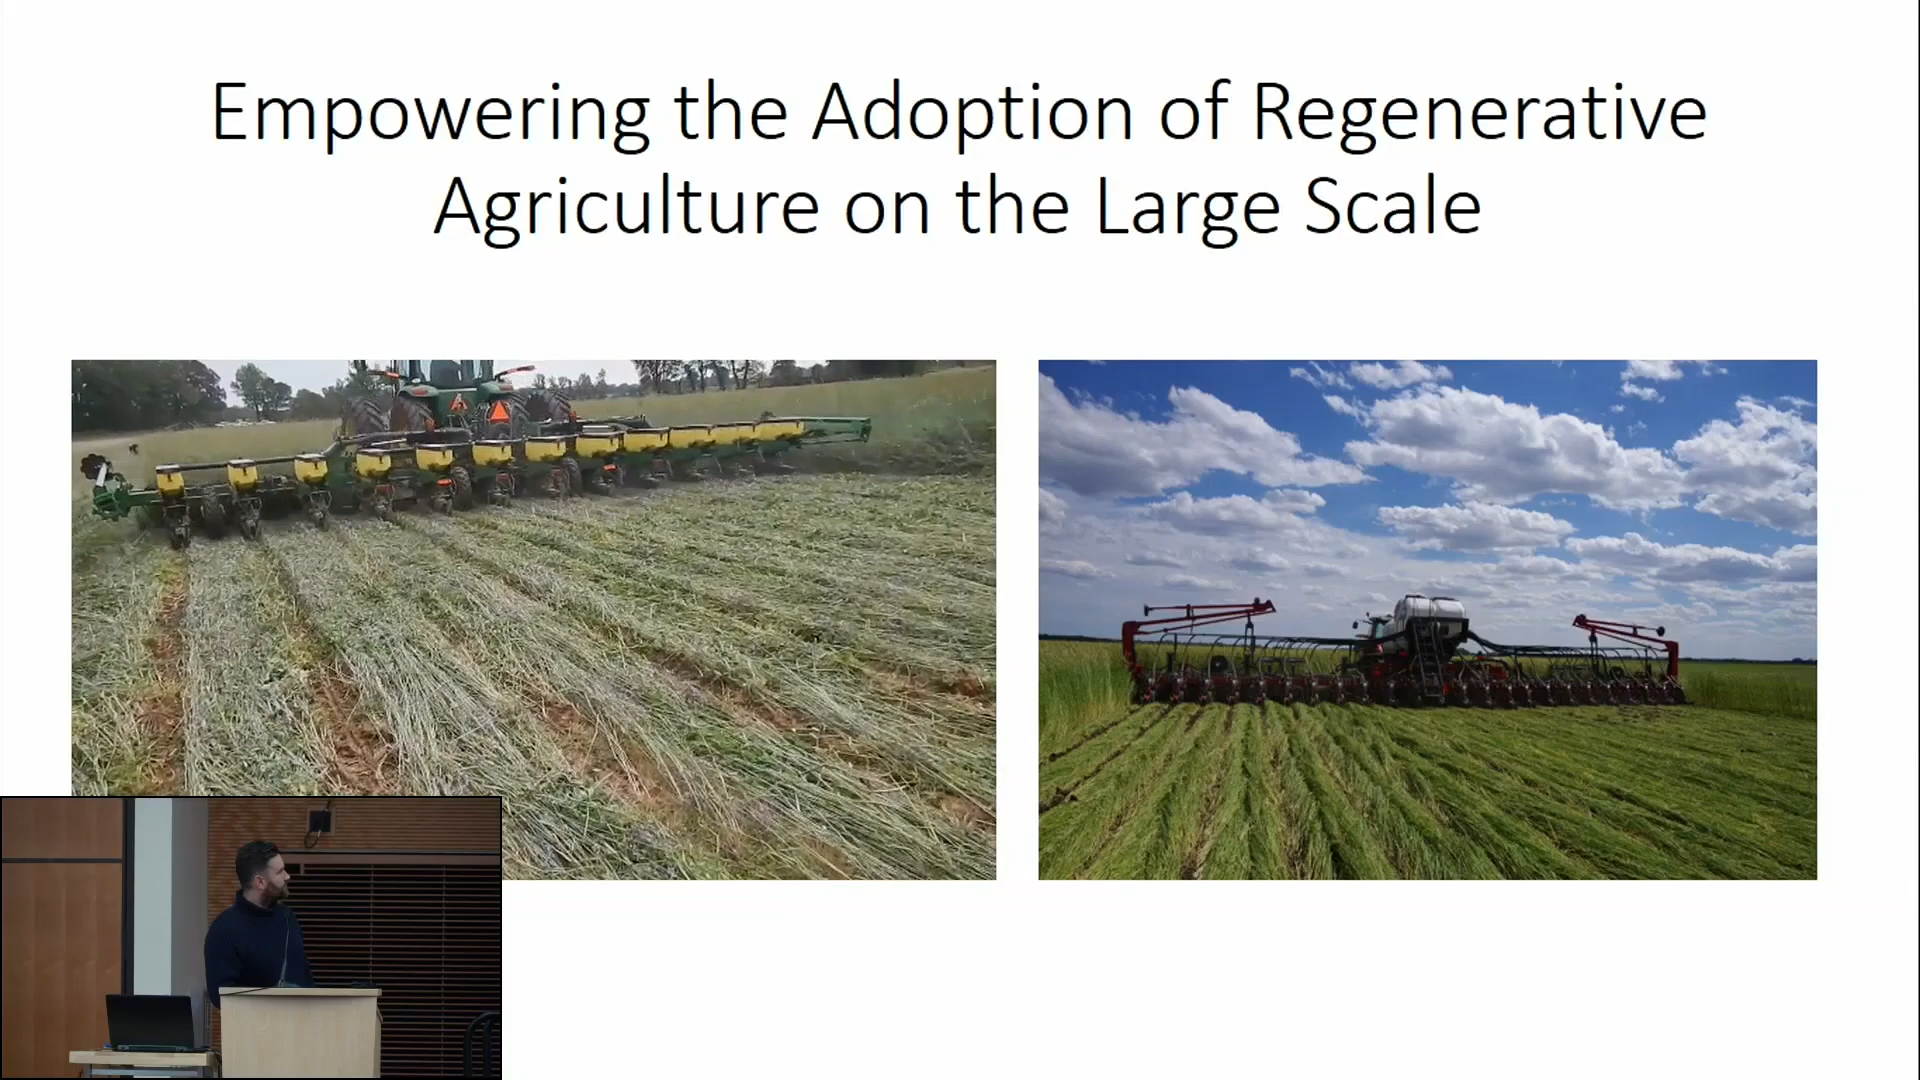 Empowering the Adoption of Regenerative
Agriculture on the Large Scale